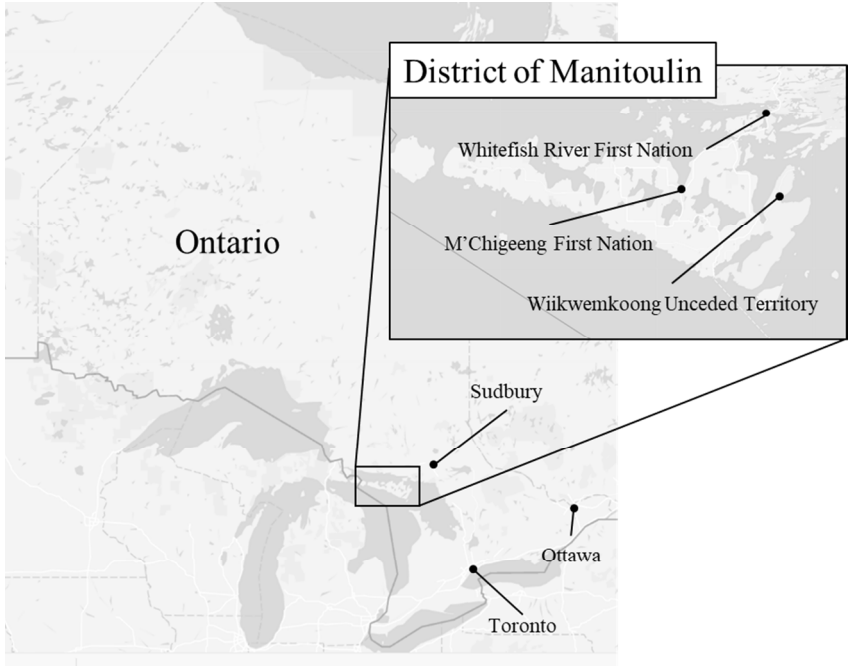 District of Manitoulin
Whitefish River First Nation
M’Chigeeng First Nation
Wiikwemkoong Unceded Territory
Ontario
Sudbury
Ottawa
Toronto